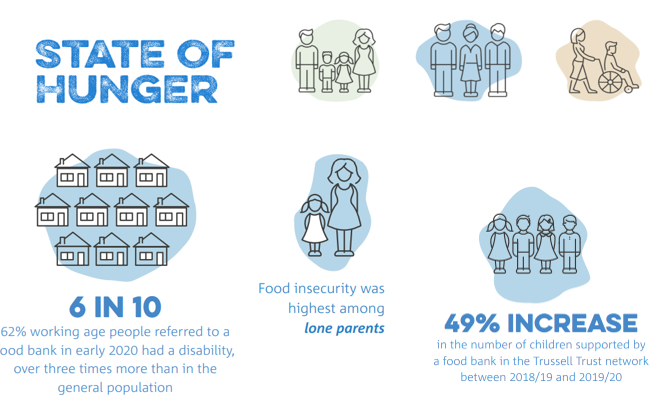 STATE OF
HUNGER
6 IN 10
62% working age people referred to a
ood bank in early 2020 had a disability,
over three times more than in the
general population
Food insecurity was
highest among
lone parents
49% INCREASE
in the number of children supported by
a food bank in the Trussell Trust network
between 2018/19 and 2019/20